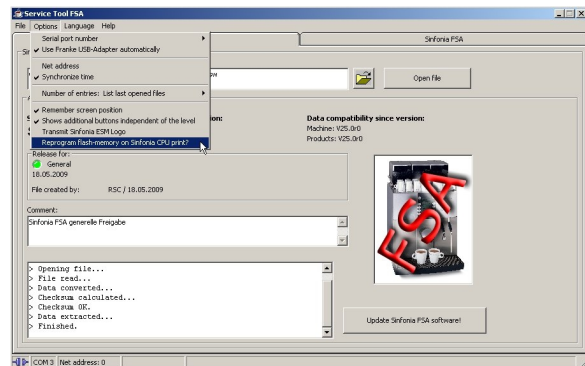 Service Tool FSA
File Options Language Help
Serial port number
Use Franke USB-Adapter automatically
Net address
Synchronize time
Number of entries: List last opened files
Remember screen position
Shows additional buttons independent of the level
Transmit Sinfonia ESM Logo
Reprogram flash-memory on Sinfonia CPU print?
Sinfonia FSA
Open file
ion:
Data compatibility since version:
Machine: V25.0r0
Products: V25.0r0
Release for:
General
18.05.2009
File created by: RSC / 18.05.2009
Comment:
Sinfonia FSA generelle Freigabe
FSA
> Opening file...
> File read...
> Data converted...
> Checksum calculated...
> Checksum OK.
> Data extracted...
> Finished.
Update Sinfonia FSA software!
COM 3 Net address: 0